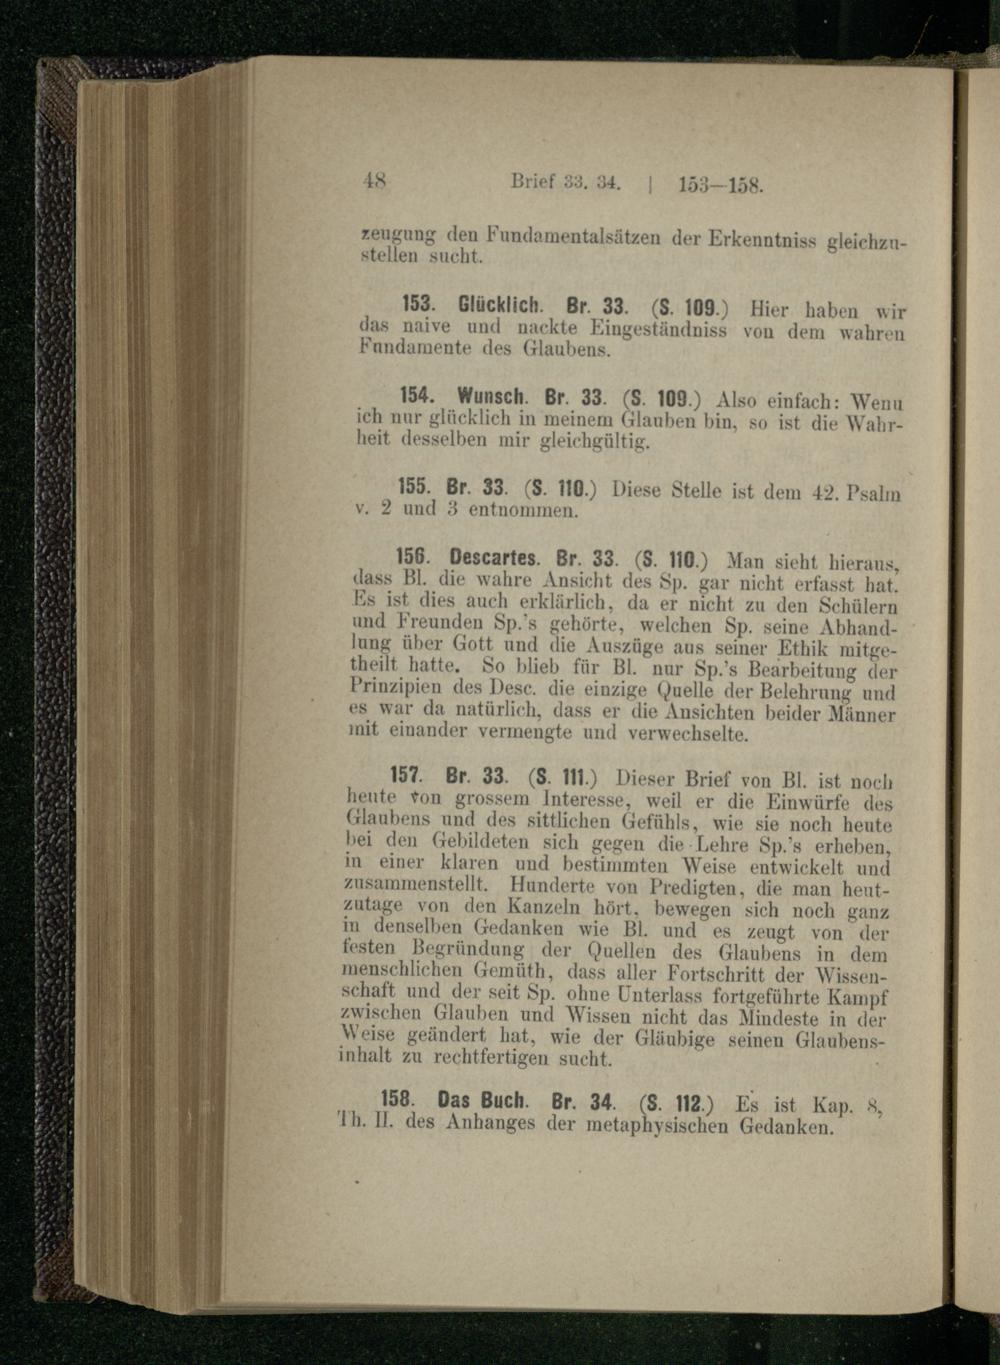 48 Brief 33. 34. | 153—158.
zeugung den Fundamentalsätzen der Erkenntniss gleichzu-
stellen sucht.
153. Glücklich. Br. 33. (S. 109.) Hier haben wir
das naive und nackte Eingeständniss von dem wahren
Fundamente des Glaubens.
154. Wunsch. Br. 33. (S. 109.) Also einfach: Wenn
ich nur glücklich in meinem Glauben bin, so ist die Wahr-
heit desselben mir gleichgültig.
155. Br. 33. (S. 110.) Diese Stelle ist dem 42. Psalm
v. 2 und 3 entnommen.
156. Descartes. Br. 33. (S. 110.) Man sieht hieraus,
dass Bl. die wahre Ansicht des Sp. gar nicht erfasst hat.
Es ist dies auch erklärlich, da er nicht zu den Schülern
und Freunden Sp.'s gehörte, welchen Sp. seine Abhand-
lung über Gott und die Auszüge aus seiner Ethik mitge-
theilt hatte. So blieb für Bl. nur Sp.'s Bearbeitung der
Prinzipien des Desc. die einzige Quelle der Belehrung und
es war da natürlich, dass er die Ansichten beider Männer
mit einander vermengte und verwechselte.
157. Br. 33. (S. 111.) Dieser Brief von Bl. ist noch
heute von grossem Interesse, weil er die Einwürfe des
Glaubens und des sittlichen Gefühls, wie sie noch heute
bei den Gebildeten sich gegen die Lehre Sp.'s erheben,
in einer klaren und bestimmten Weise entwickelt und
zusammenstellt. Hunderte von Predigten, die man heut-
zutage von den Kanzeln hört, bewegen sich noch ganz
in denselben Gedanken wie Bl. und es zeugt von der
festen Begründung der Quellen des Glaubens in dem
menschlichen Gemüth, dass aller Fortschritt der Wissen-
schaft und der seit Sp. ohne Unterlass fortgeführte Kampf
zwischen Glauben und Wissen nicht das Mindeste in der
Weise geändert hat, wie der Gläubige seinen Glaubens-
inhalt zu rechtfertigen sucht.
158. Das Buch. Br. 34. (S. 112.) Es ist Kap. 8,
Th. II. des Anhanges der metaphysischen Gedanken.